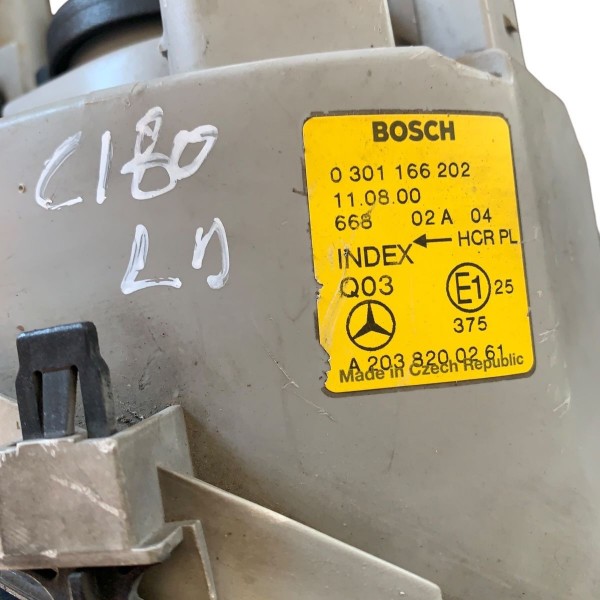 C180
LD
BOSCH
0 301 166 202
11.08.00
668 02 A 04
INDEX ← HCR PL
Q03 E1 25
375
A 203 820 02 61
Made in Czech Republic